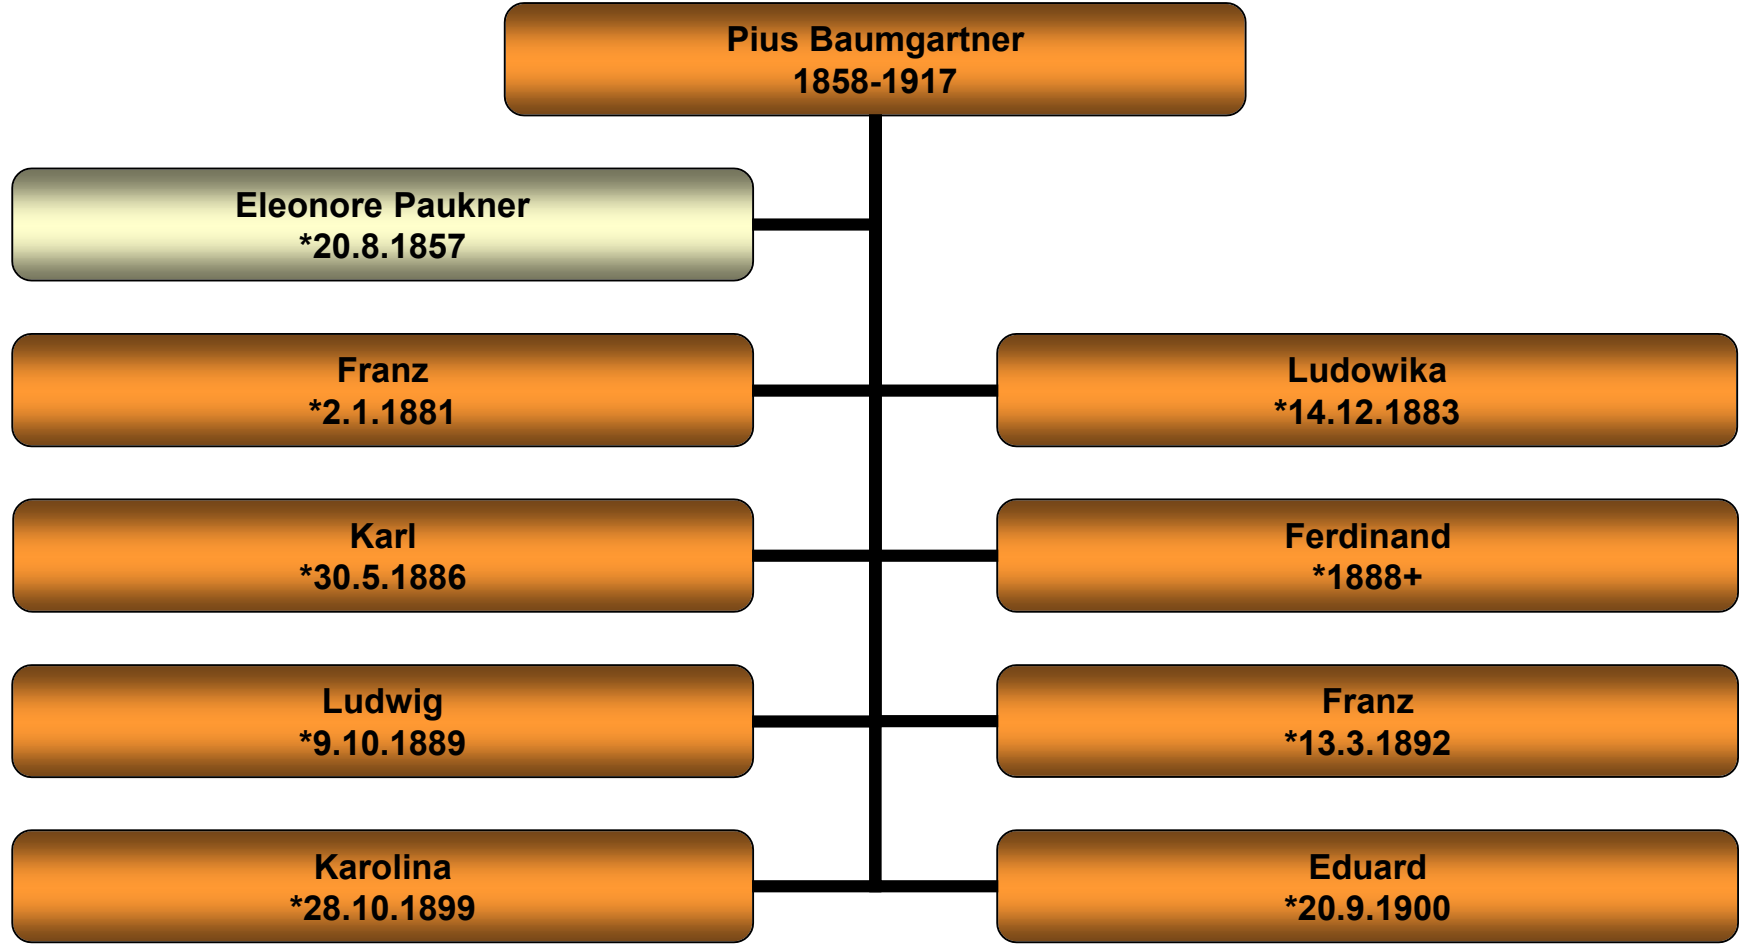 Pius Baumgartner
1858-1917
Eleonore Paukner
*20.8.1857
Franz
*2.1.1881
Ludowika
*14.12.1883
Karl
*30.5.1886
Ferdinand
*1888+
Ludwig
*9.10.1889
Franz
*13.3.1892
Karolina
*28.10.1899
Eduard
*20.9.1900